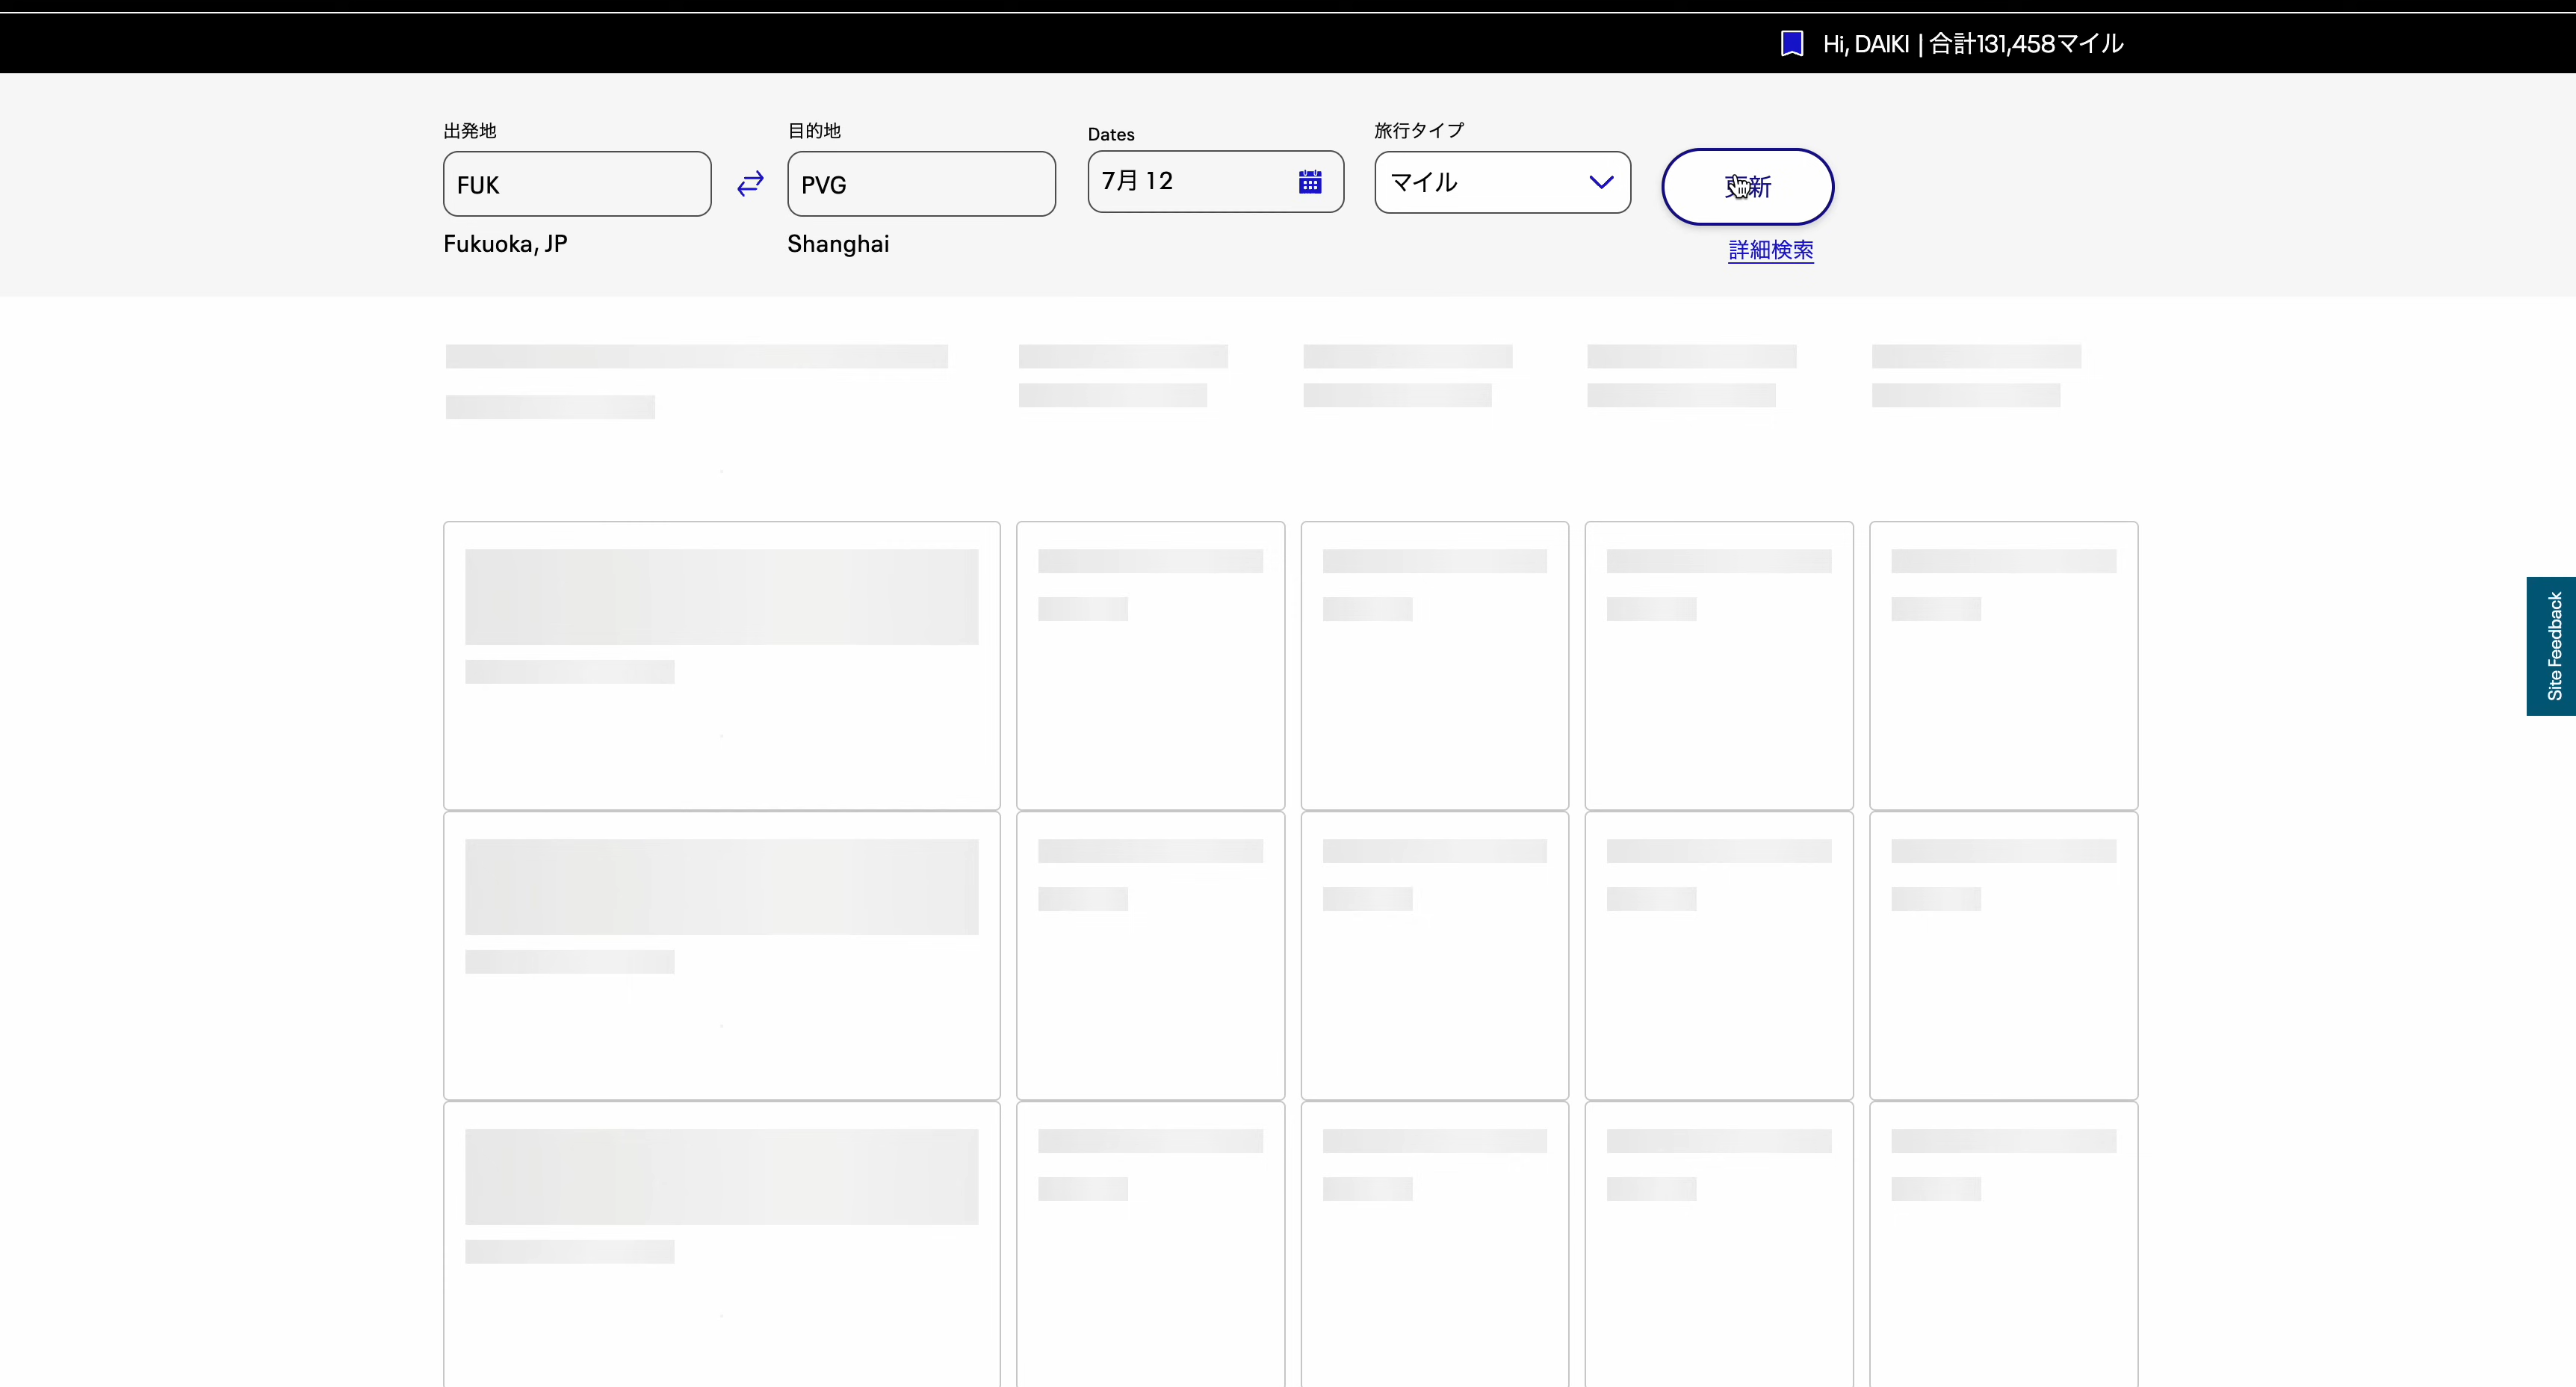 Hi, DAIKI | 合計131,458マイル
出発地
目的地
Dates
旅行タイプ
FUK
PVG
7月 12
マイル
更新
Fukuoka, JP
Shanghai
詳細検索
Site Feedback